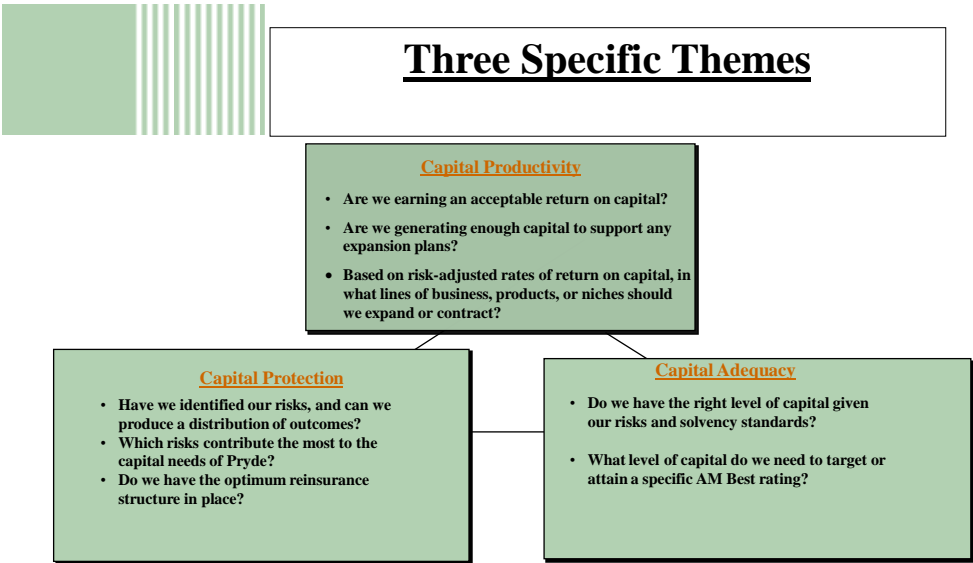 Three Specific Themes
Capital Productivity
• Are we earning an acceptable return on capital?
• Are we generating enough capital to support any
expansion plans?
• Based on risk-adjusted rates of return on capital, in
what lines of business, products, or niches should
we expand or contract?
Capital Protection
• Have we identified our risks, and can we
produce a distribution of outcomes?
• Which risks contribute the most to the
capital needs of Pryde?
• Do we have the optimum reinsurance
structure in place?
Capital Adequacy
• Do we have the right level of capital given
our risks and solvency standards?
• What level of capital do we need to target or
attain a specific AM Best rating?